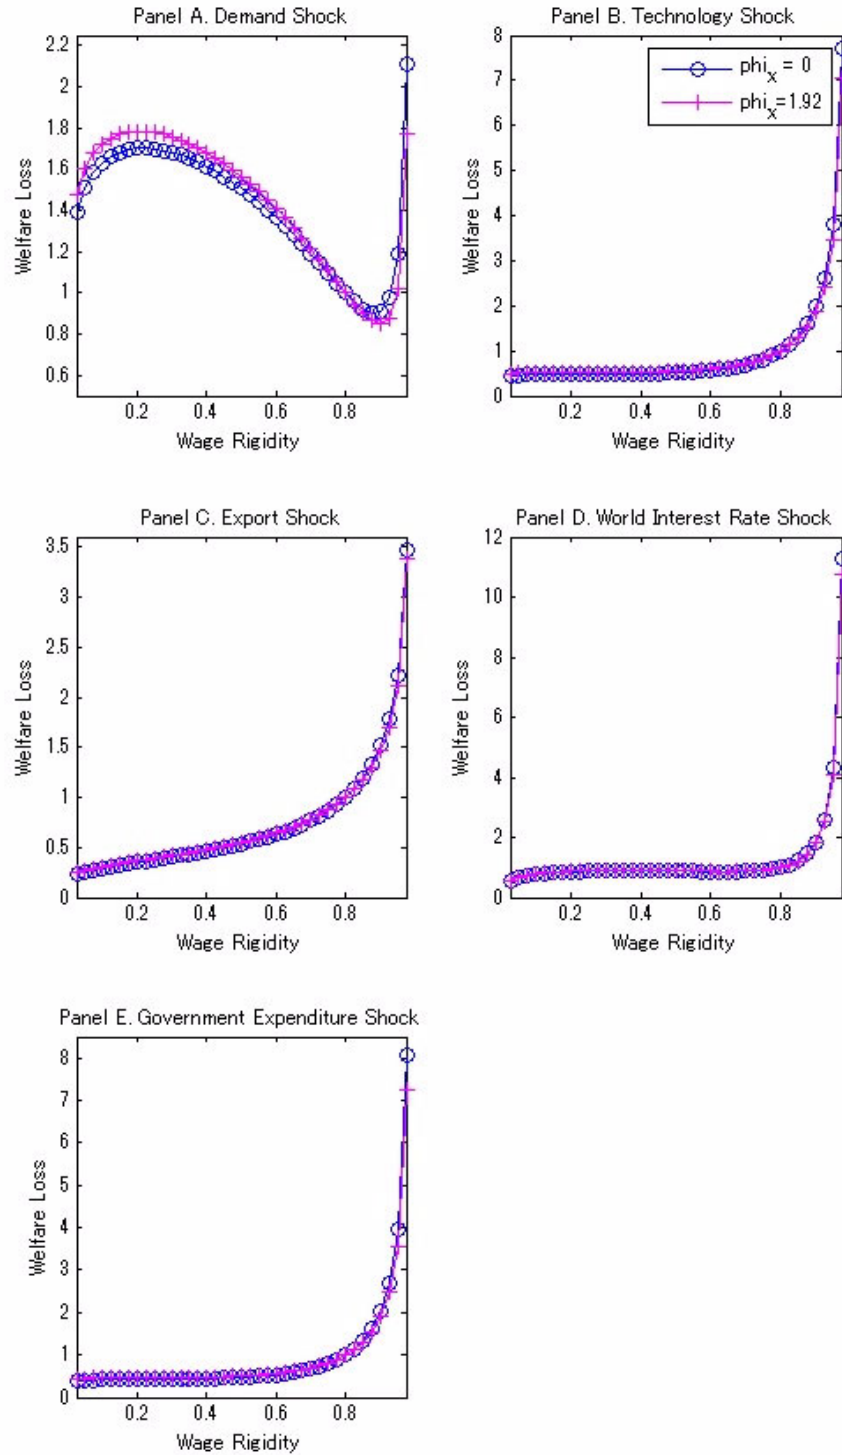 Panel A. Demand Shock
2.2
2
1.8
1.6
1.4
1.2
1
0.8
0.6
Welfare Loss
0.2 0.4 0.6 0.8
Wage Rigidity
Panel B. Technology Shock
8
7
6
5
4
3
2
1
0
Welfare Loss
phi_x = 0
phi_x=1.92
0.2 0.4 0.6 0.8
Wage Rigidity
Panel C. Export Shock
3.5
3
2.5
2
1.5
1
0.5
0
Welfare Loss
0.2 0.4 0.6 0.8
Wage Rigidity
Panel D. World Interest Rate Shock
12
10
8
6
4
2
0
Welfare Loss
0.2 0.4 0.6 0.8
Wage Rigidity
Panel E. Government Expenditure Shock
8
7
6
5
4
3
2
1
0
Welfare Loss
0.2 0.4 0.6 0.8
Wage Rigidity